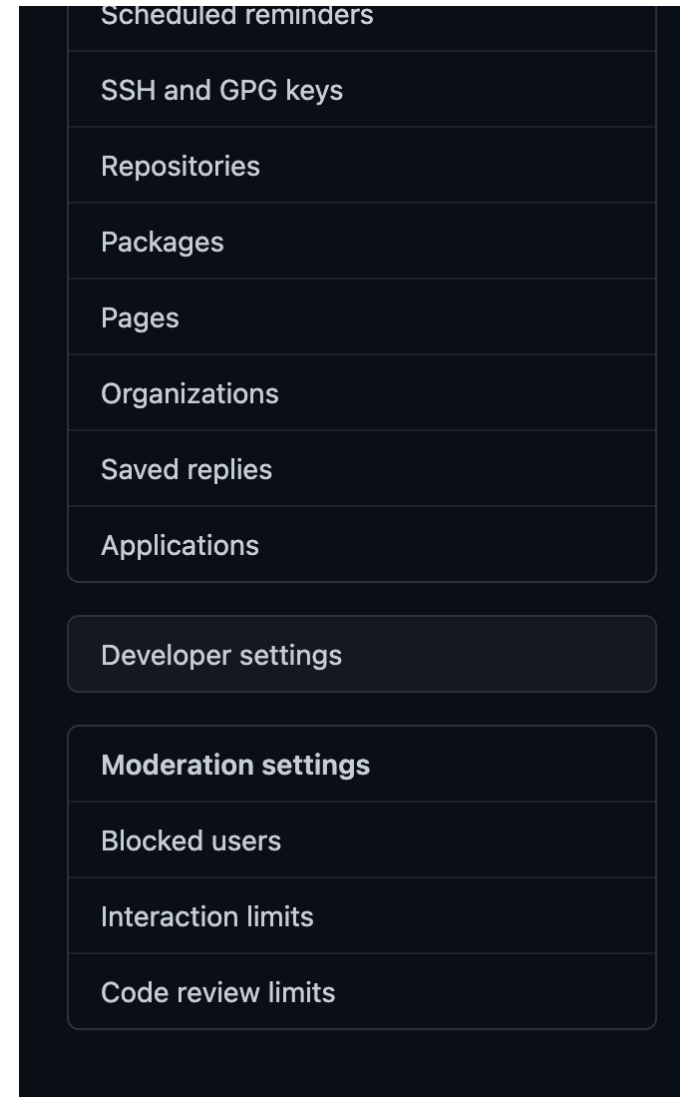 Scheduled reminders
SSH and GPG keys
Repositories
Packages
Pages
Organizations
Saved replies
Applications
Developer settings
Moderation settings
Blocked users
Interaction limits
Code review limits